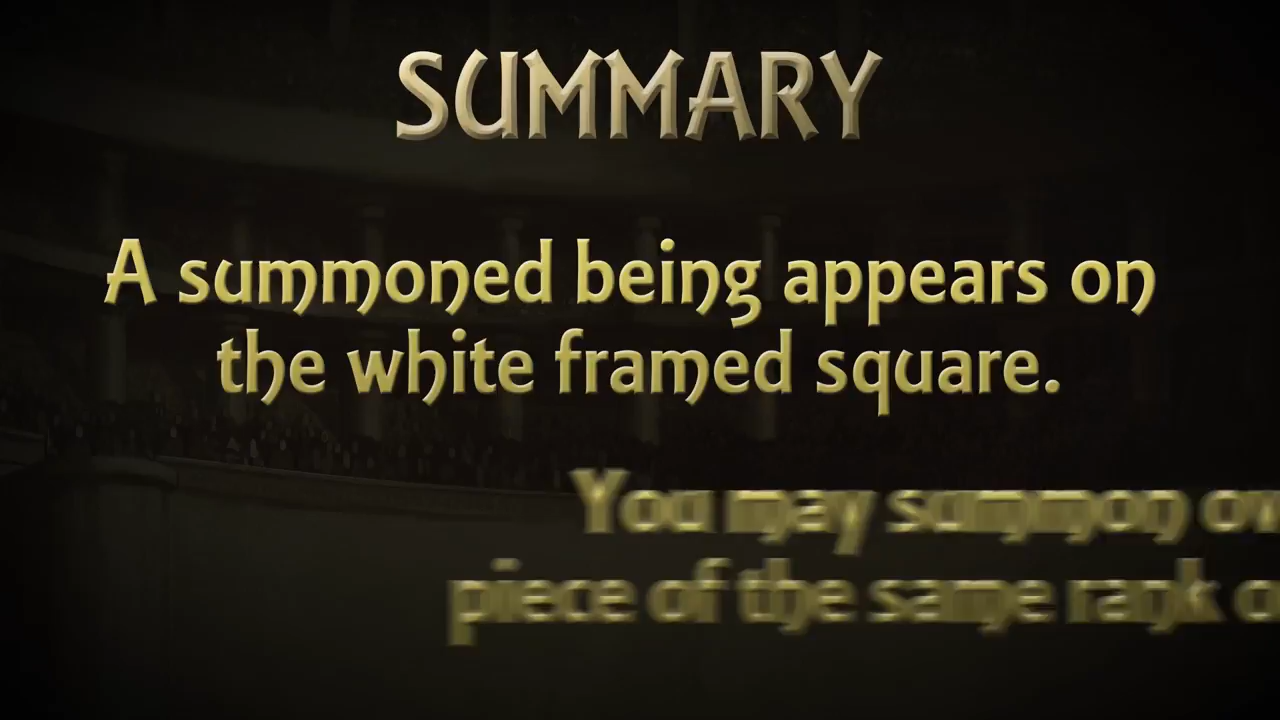 SUMMARY
A summoned being appears on
the white framed square.
You may summon
piece of the same rank